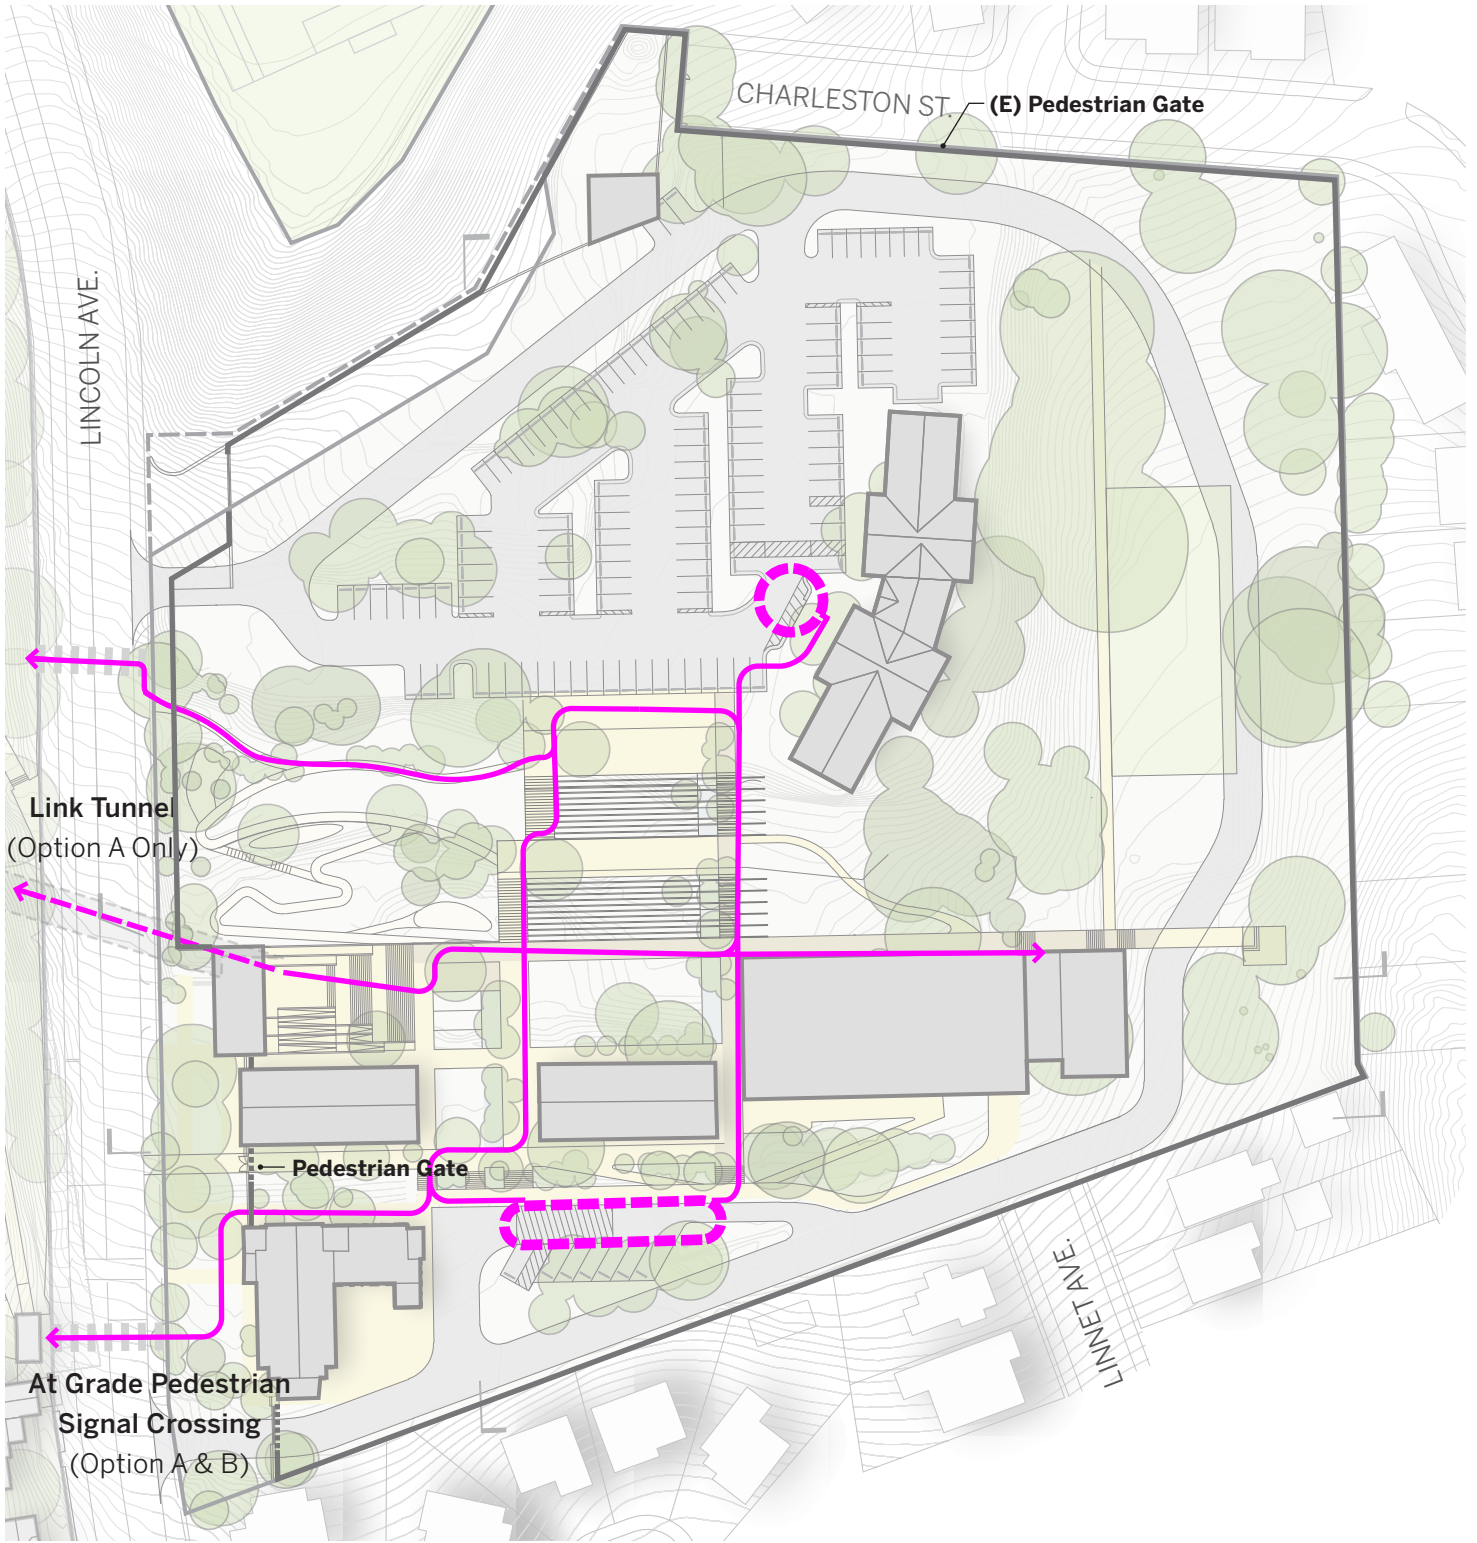 CHARLESTON ST.
(E) Pedestrian Gate
LINCOLN AVE.
Link Tunnel
(Option A Only)
Pedestrian Gate
LINNET AVE.
At Grade Pedestrian
Signal Crossing
(Option A & B)